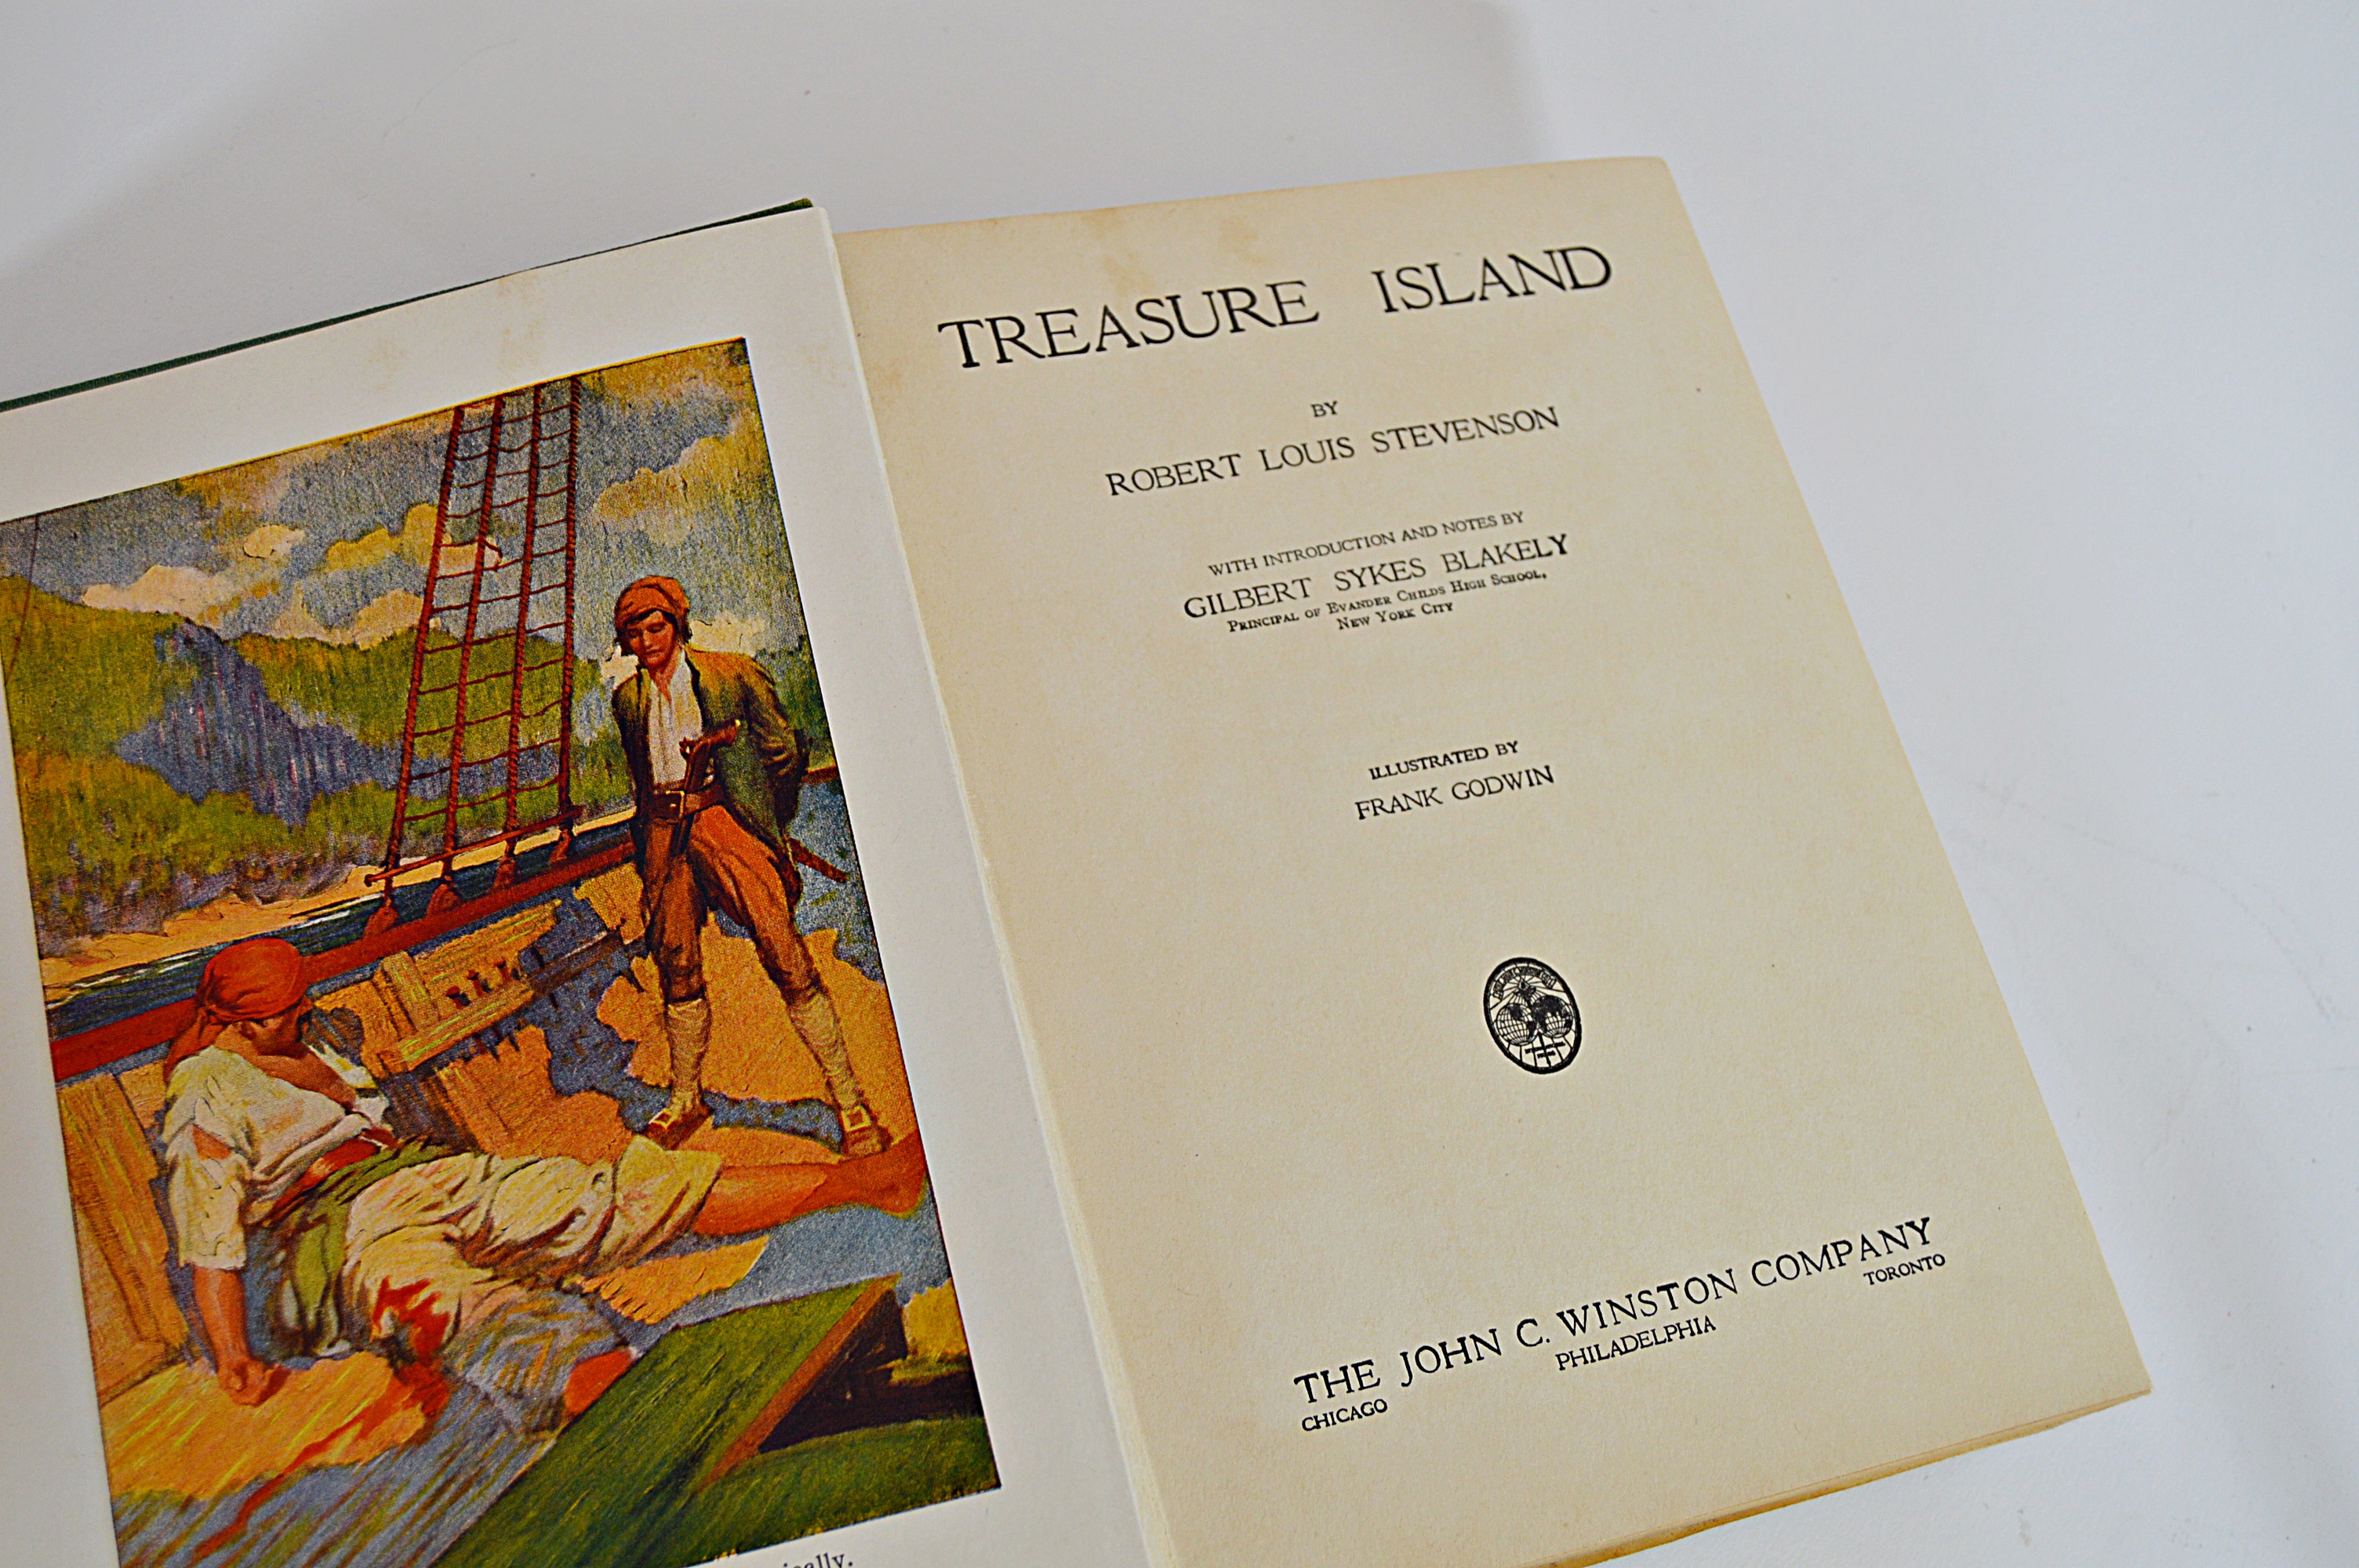 TREASURE ISLAND
BY
ROBERT LOUIS STEVENSON
WITH INTRODUCTION AND NOTES BY
GILBERT SYKES BLAKELY
PRINCIPAL OF EVANDER CHILDS HIGH SCHOOL,
NEW YORK CITY
ILLUSTRATED BY
FRANK GODWIN
THE JOHN C. WINSTON COMPANY
CHICAGO PHILADELPHIA TORONTO